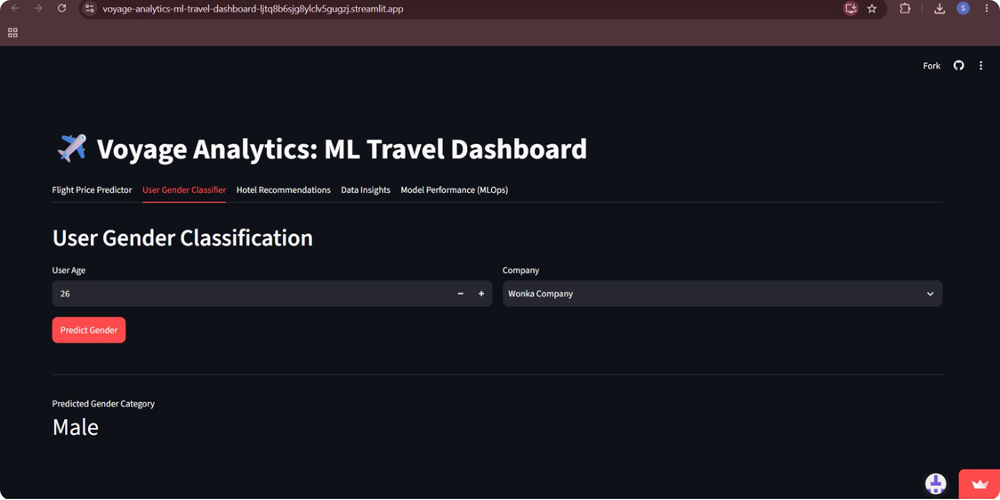 voyage-analytics-ml-travel-dashboard-ljtq8b6sjg8ylclv5gugzj.streamlit.app
S
Fork
Voyage Analytics: ML Travel Dashboard
Flight Price Predictor User Gender Classifier Hotel Recommendations Data Insights Model Performance (MLOps)
User Gender Classification
User Age Company
26 Wonka Company
Predict Gender
Predicted Gender Category
Male